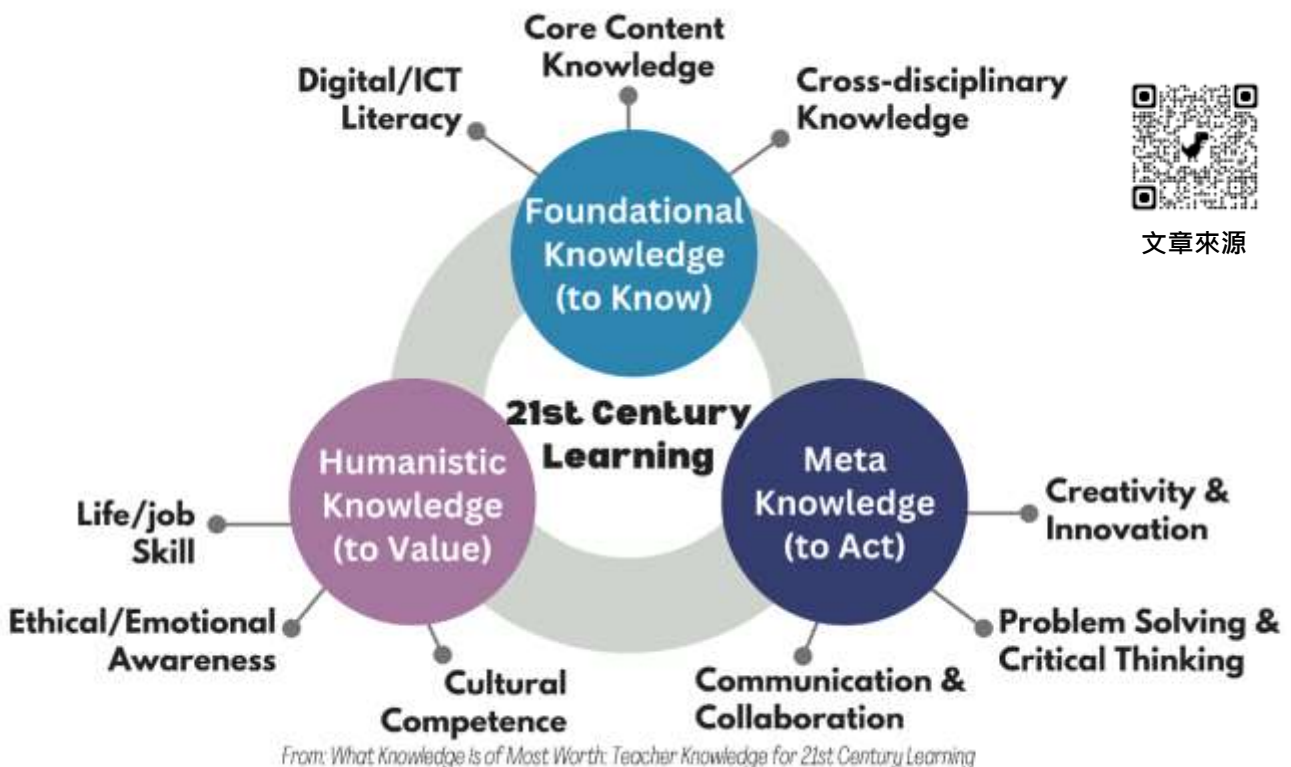 Core Content
Knowledge
Digital/ICT
Literacy
Cross-disciplinary
Knowledge
文章來源
Foundational
Knowledge
(to Know)
21st Century
Learning
Humanistic
Knowledge
(to Value)
Meta
Knowledge
(to Act)
Life/job
Skill
Ethical/Emotional
Awareness
Cultural
Competence
Creativity &
Innovation
Problem Solving &
Critical Thinking
Communication &
Collaboration
From: What Knowledge Is of Most Worth: Teacher Knowledge for 21st Century Learning